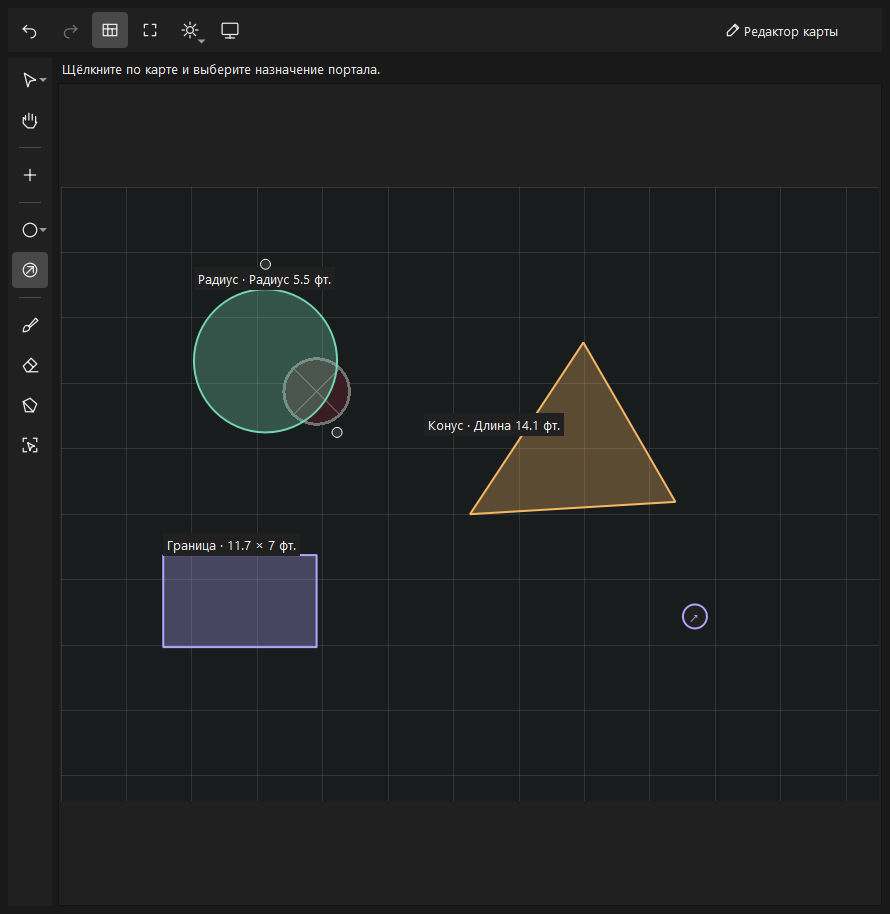 Редактор карты
Щёлкните по карте и выберите назначение портала.
Радиус · Радиус 5.5 фт.
Конус · Длина 14.1 фт.
Граница · 11.7 × 7 фт.